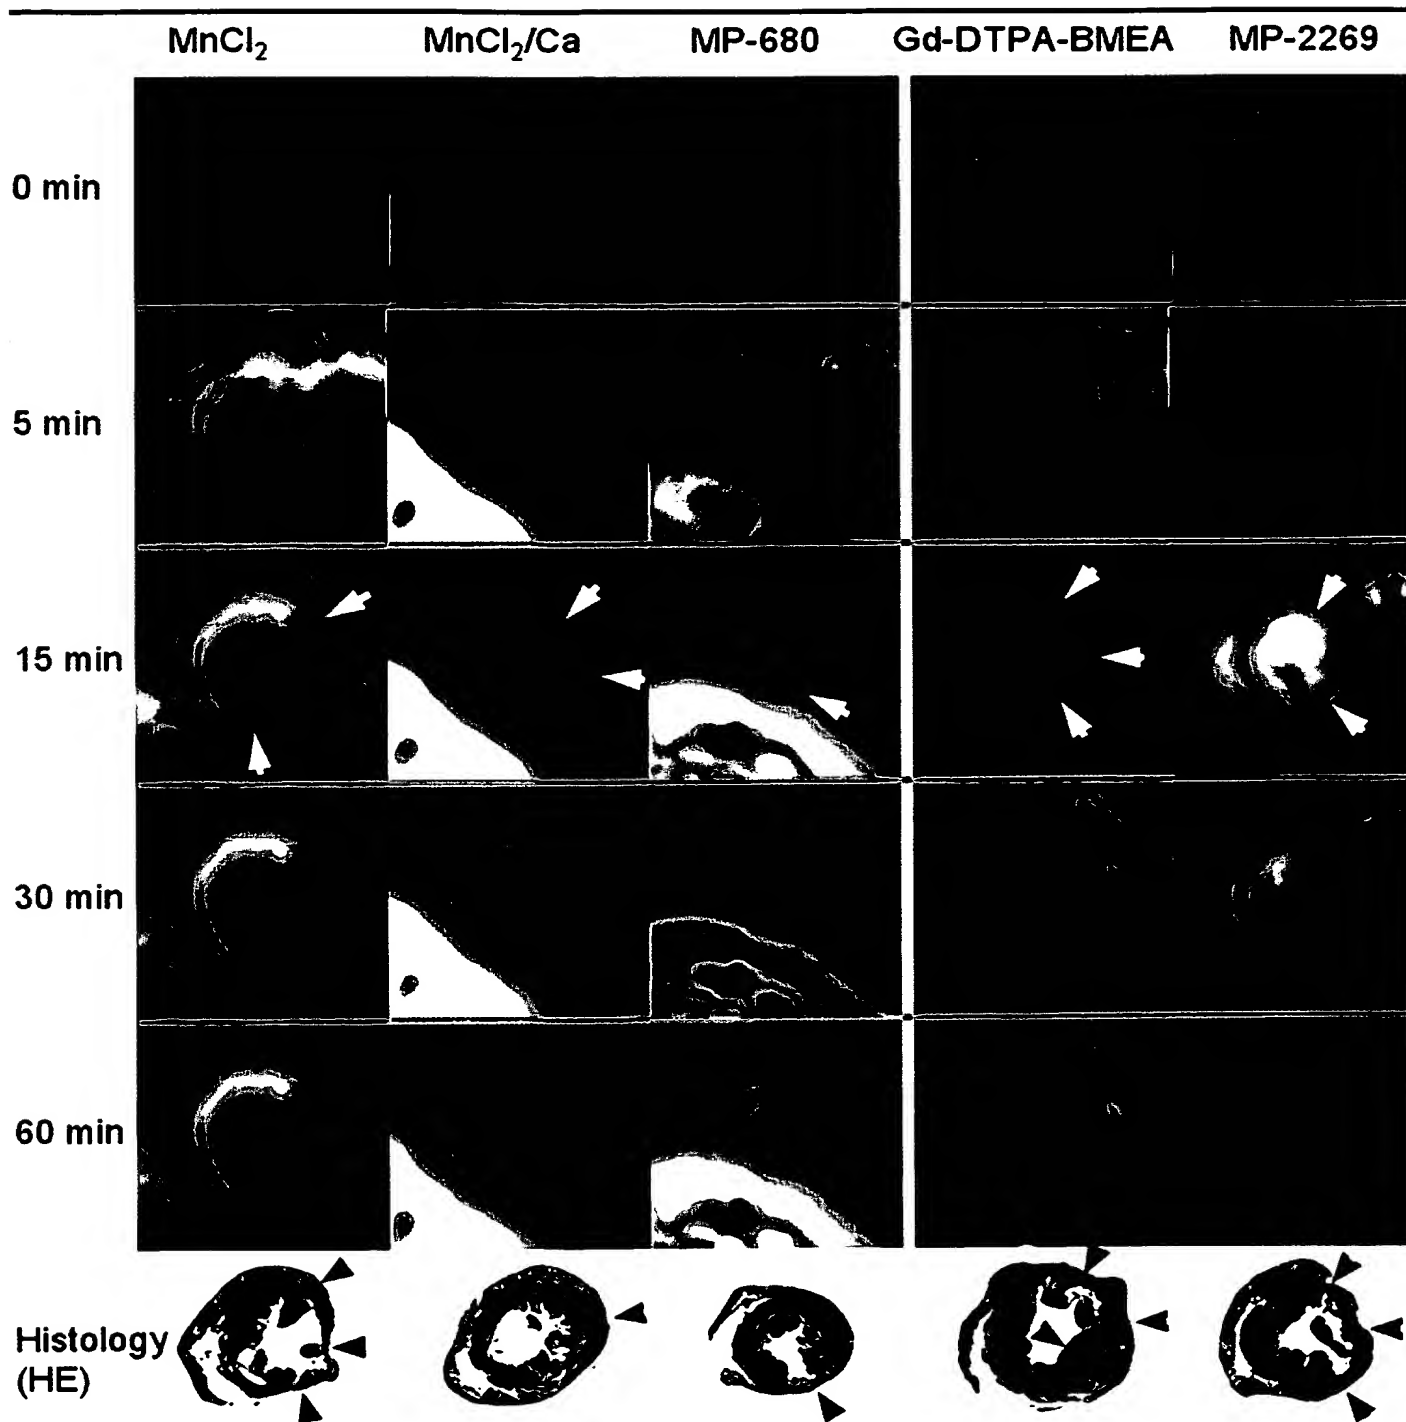 MnCl₂ MnCl₂/Ca MP-680 Gd-DTPA-BMEA MP-2269
0 min
5 min
15 min
30 min
60 min
Histology
(HE)